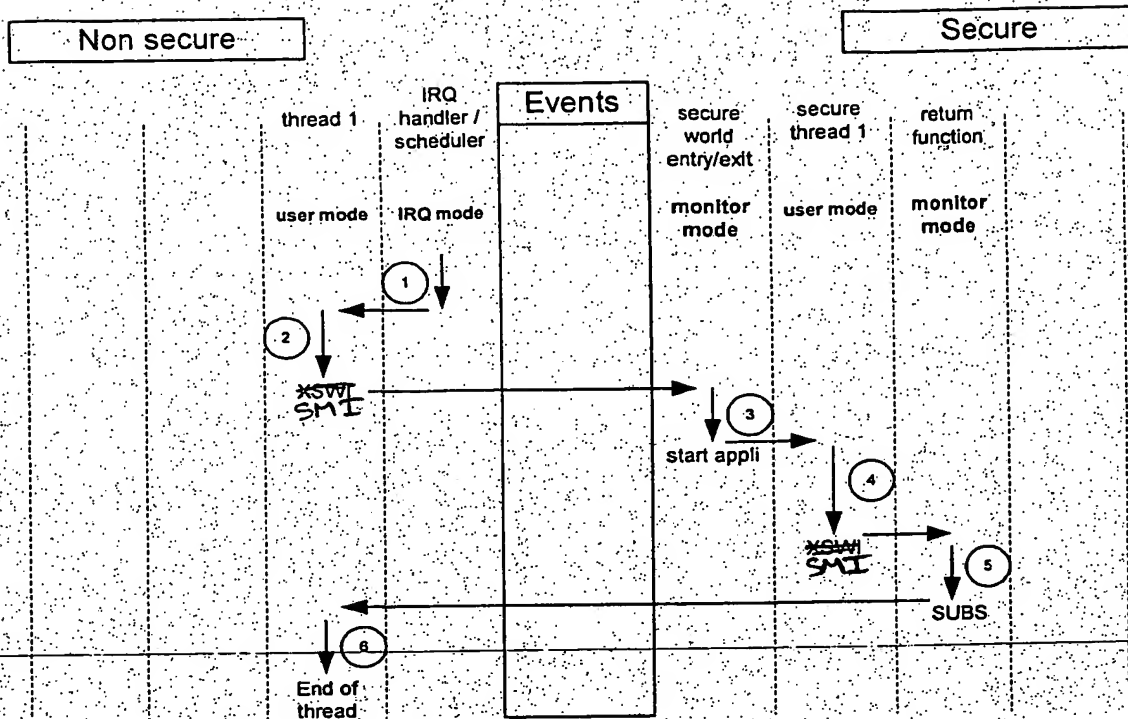 Non secure
Secure
Events
thread 1
IRQ
handler /
scheduler
secure
world
entry/exit
secure
thread 1
return
function
user mode
IRQ mode
monitor
mode
user mode
monitor
mode
1
2
XSWI
SMI
3
start appli
4
XSWI
SMI
5
SUBS
6
End of
thread